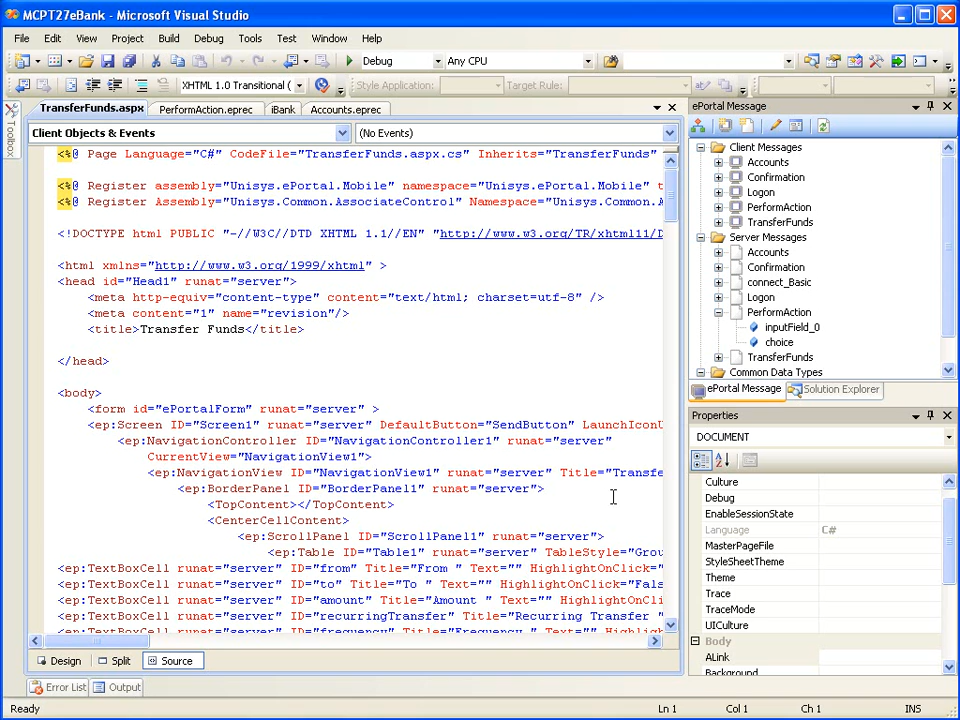 MCPT27eBank - Microsoft Visual Studio
File Edit View Project Build Debug Tools Test Window Help
Debug Any CPU
XHTML 1.0 Transitional ( Style Application: Target Rule:
Toolbox
TransferFunds.aspx PerformAction.eprec iBank Accounts.eprec
Client Objects & Events (No Events)
<%@ Page Language="C#" CodeFile="TransferFunds.aspx.cs" Inherits="TransferFunds"
<%@ Register assembly="Unisys.ePortal.Mobile" namespace="Unisys.ePortal.Mobile" t
<%@ Register Assembly="Unisys.Common.AssociateControl" Namespace="Unisys.Common.A
<!DOCTYPE html PUBLIC "-//W3C//DTD XHTML 1.1//EN" "http://www.w3.org/TR/xhtml11/D
<html xmlns="http://www.w3.org/1999/xhtml" >
<head id="Head1" runat="server">
<meta http-equiv="content-type" content="text/html; charset=utf-8" />
<meta content="1" name="revision"/>
<title>Transfer Funds</title>
</head>
<body>
<form id="ePortalForm" runat="server" >
<ep:Screen ID="Screen1" runat="server" DefaultButton="SendButton" LaunchIconU
<ep:NavigationController ID="NavigationController1" runat="server"
CurrentView="NavigationView1">
<ep:NavigationView ID="NavigationView1" runat="server" Title="Transfe
<ep:BorderPanel ID="BorderPanel1" runat="server">
<TopContent></TopContent>
<CenterCellContent>
<ep:ScrollPanel ID="ScrollPanel1" runat="server">
<ep:Table ID="Table1" runat="server" TableStyle="Grou
<ep:TextBoxCell runat="server" ID="from" Title="From " Text="" HighlightOnClick="
<ep:TextBoxCell runat="server" ID="to" Title="To " Text="" HighlightOnClick="Fals
<ep:TextBoxCell runat="server" ID="amount" Title="Amount " Text="" HighlightOnCli
<ep:TextBoxCell runat="server" ID="recurringTransfer" Title="Recurring Transfer "
<ep:TextBoxCell runat="server" ID="frequency" Title="Frequency " Text="" Highligh
Design Split Source
Error List Output
Ready Ln 1 Col 1 Ch 1 INS
ePortal Message
Client Messages
Accounts
Confirmation
Logon
PerformAction
TransferFunds
Server Messages
Accounts
Confirmation
connect_Basic
Logon
PerformAction
inputField_0
choice
TransferFunds
Common Data Types
ePortal Message Solution Explorer
Properties
DOCUMENT
Culture
Debug
EnableSessionState
Language C#
MasterPageFile
StyleSheetTheme
Theme
Trace
TraceMode
UICulture
Body
ALink
Background